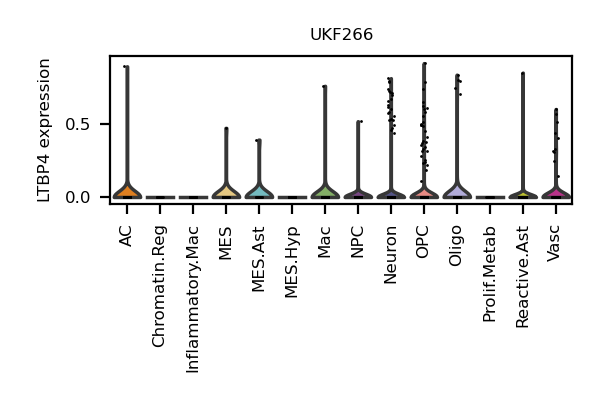 UKF266
LTBP4 expression
0.5
0.0
AC
Chromatin.Reg
Inflammatory.Mac
MES
MES.Ast
MES.Hyp
Mac
NPC
Neuron
OPC
Oligo
Prolif.Metab
Reactive.Ast
Vasc